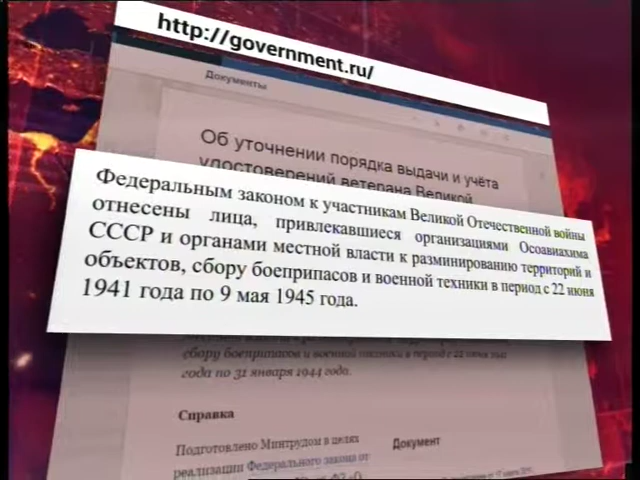 http://government.ru/
Документы
Об уточнении порядка выдачи и учёта
удостоверений ветерана Великой
Федеральным законом к участникам Великой Отечественной войны
отнесены лица, привлекавшиеся организациями Осоавиахима
СССР и органами местной власти к разминированию территорий и
объектов, сбору боеприпасов и военной техники в период с 22 июня
1941 года по 9 мая 1945 года.
сбору боеприпасов и военной техники в период с 22 июня 1941
года по 31 января 1944 года.
Справка
Подготовлено Минтрудом в целях
реализации Федерального закона от
Документ